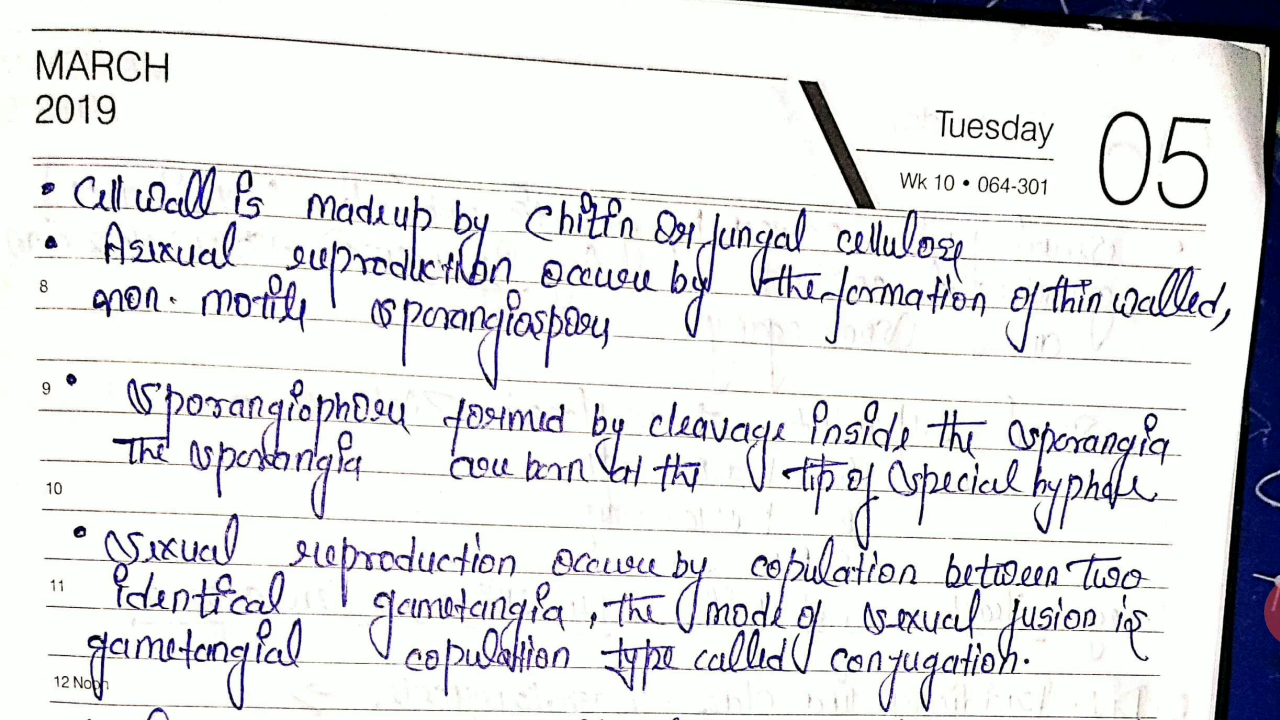 MARCH
2019
Tuesday
05
Wk 10 • 064-301
• Cell wall is madeup by Chitin or fungal cellulose
• Asexual reproduction occurs by the formation of thin walled,
8
non-motile sporangiospores
9
• Sporangiophores formed by cleavage inside the sporangia
The sporangia are born at the tip of special hyphae
10
• Sexual reproduction occurs by copulation between two
11
identical gametangia, the mode of sexual fusion is
gametangial copulation type called conjugation.
12 Noon